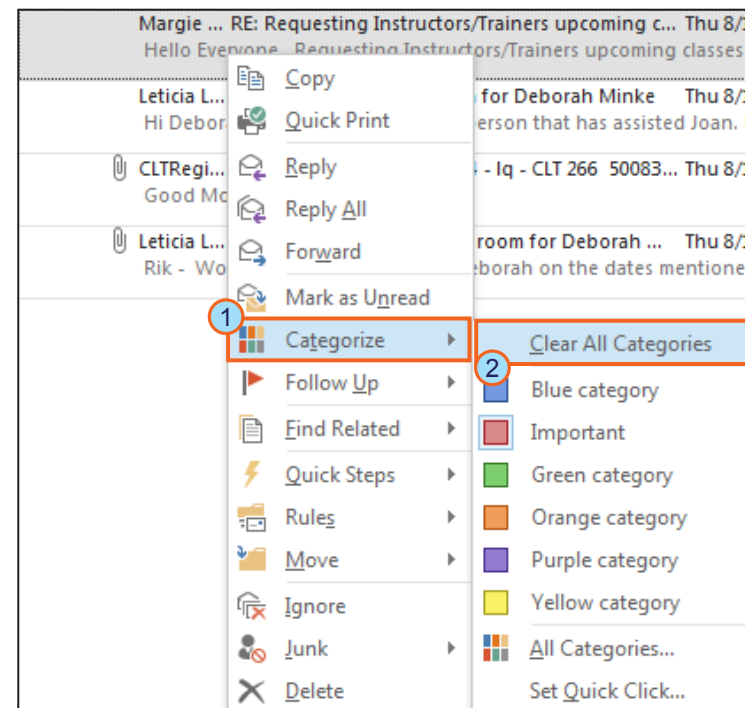 Margie ... RE: Requesting Instructors/Trainers upcoming c... Thu 8/
Hello Everyone Requesting Instructors/Trainers upcoming classes
Copy
Leticia L... for Deborah Minke Thu 8/
Hi Debor erson that has assisted Joan.
Quick Print
CLTRegi... - lq - CLT 266 50083... Thu 8/
Reply
Good Mo
Reply All
Leticia L... room for Deborah ... Thu 8/
Forward
Rik - Wo eborah on the dates mentione
Mark as Unread
1
Categorize
Clear All Categories
2
Follow Up
Blue category
Find Related
Important
Quick Steps
Green category
Rules
Orange category
Move
Purple category
Ignore
Yellow category
Junk
All Categories...
Delete
Set Quick Click...